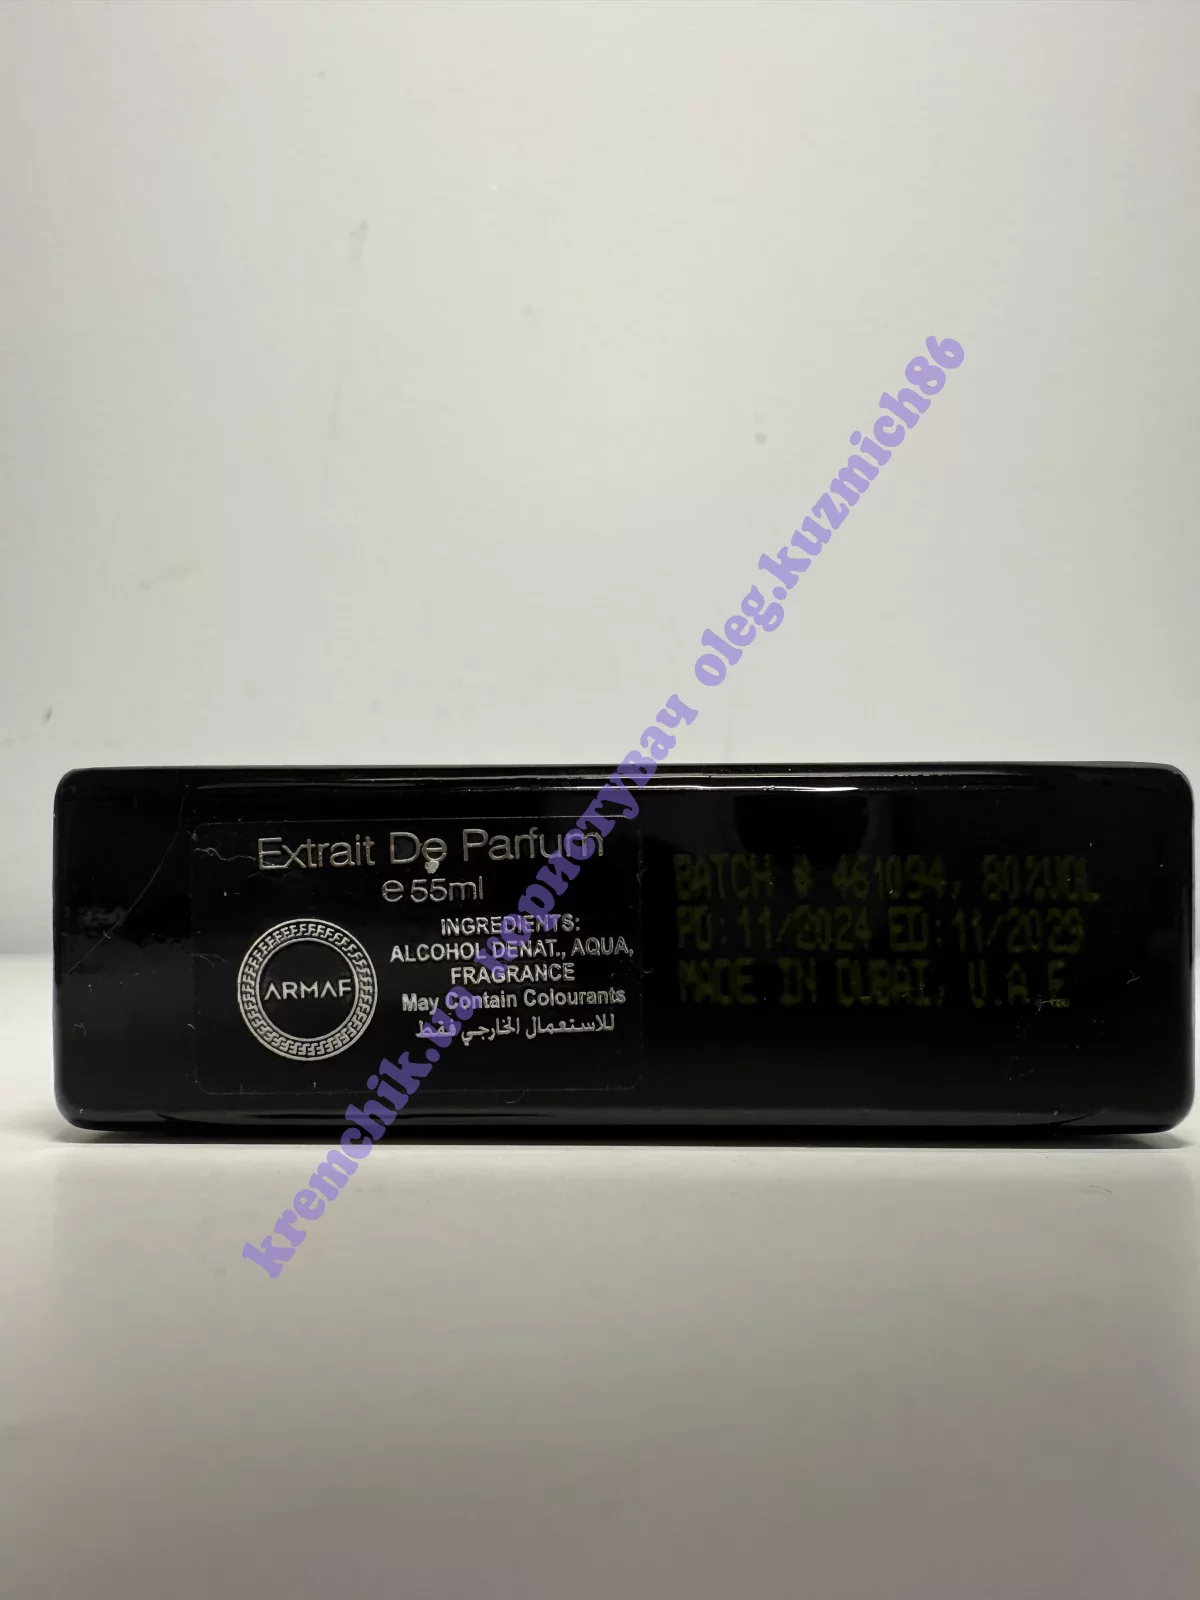 Extrait De Parfum
e 55ml
INGREDIENTS:
ALCOHOL DENAT., AQUA,
FRAGRANCE
May Contain Colourants
للاستعمال الخارجي فقط
ARMAF
BATCH # 461094, 80%VOL
PD: 11/2024 ED: 11/2029
MADE IN DUBAI, U.A.E.
kremchik.ua користувач oleg.kuzmich86